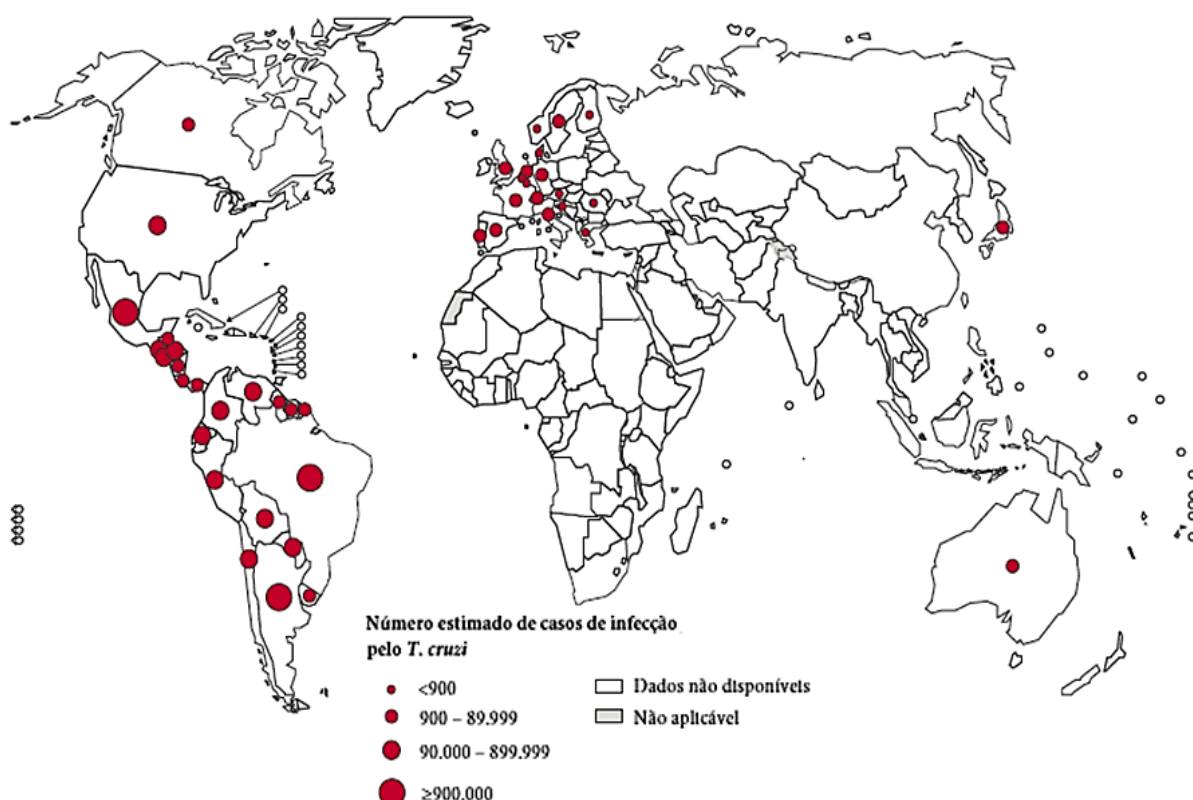 Número estimado de casos de infecção
pelo T. cruzi
<900
900 – 89.999
90.000 – 899.999
≥900.000
Dados não disponíveis
Não aplicável